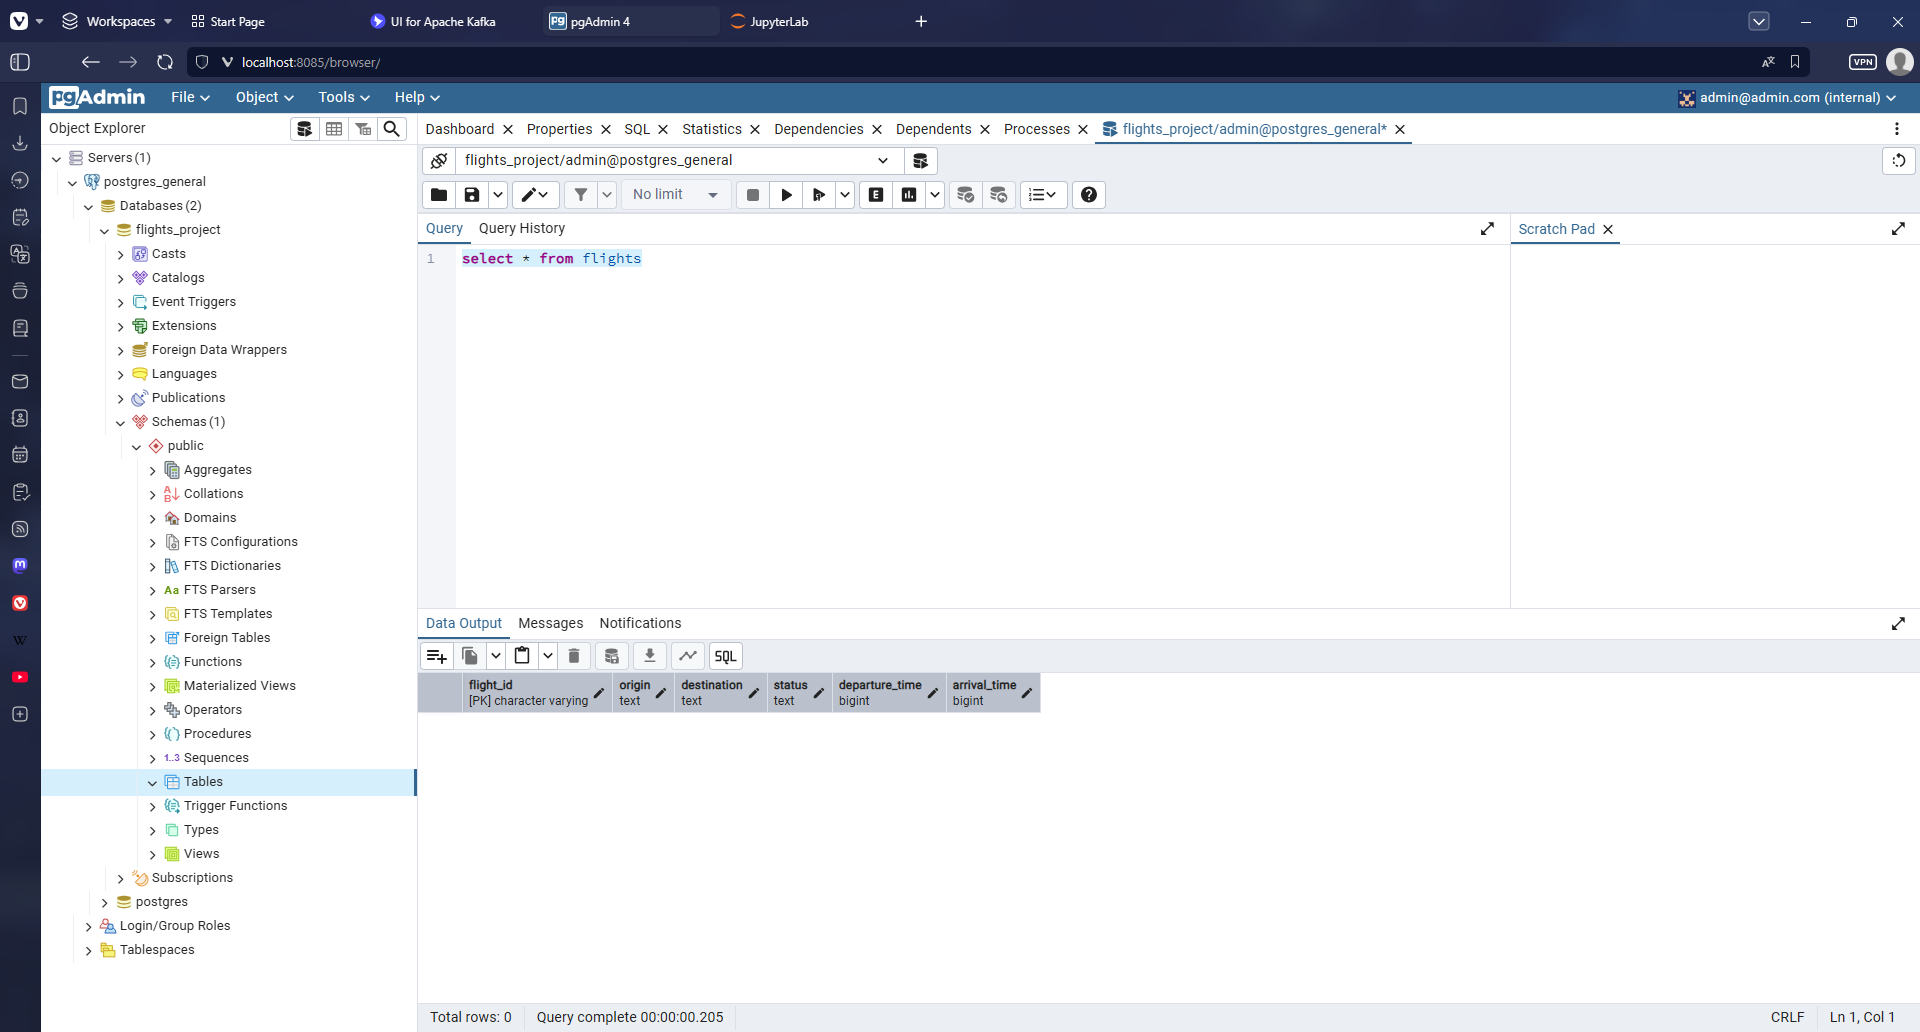 Workspaces
Start Page
UI for Apache Kafka
pg pgAdmin 4
JupyterLab
localhost:8085/browser/
VPN
pgAdmin File Object Tools Help
admin@admin.com (internal)
Object Explorer
Dashboard Properties SQL Statistics Dependencies Dependents Processes flights_project/admin@postgres_general*
flights_project/admin@postgres_general
No limit
E
Query Query History
Scratch Pad
1 select * from flights
Servers (1)
postgres_general
Databases (2)
flights_project
Casts
Catalogs
Event Triggers
Extensions
Foreign Data Wrappers
Languages
Publications
Schemas (1)
public
Aggregates
Collations
Domains
FTS Configurations
FTS Dictionaries
Aa FTS Parsers
FTS Templates
Foreign Tables
Functions
Materialized Views
Operators
Procedures
1..3 Sequences
Tables
Trigger Functions
Types
Views
Subscriptions
postgres
Login/Group Roles
Tablespaces
Data Output Messages Notifications
SQL
flight_id
[PK] character varying
origin
text
destination
text
status
text
departure_time
bigint
arrival_time
bigint
Total rows: 0
Query complete 00:00:00.205
CRLF
Ln 1, Col 1